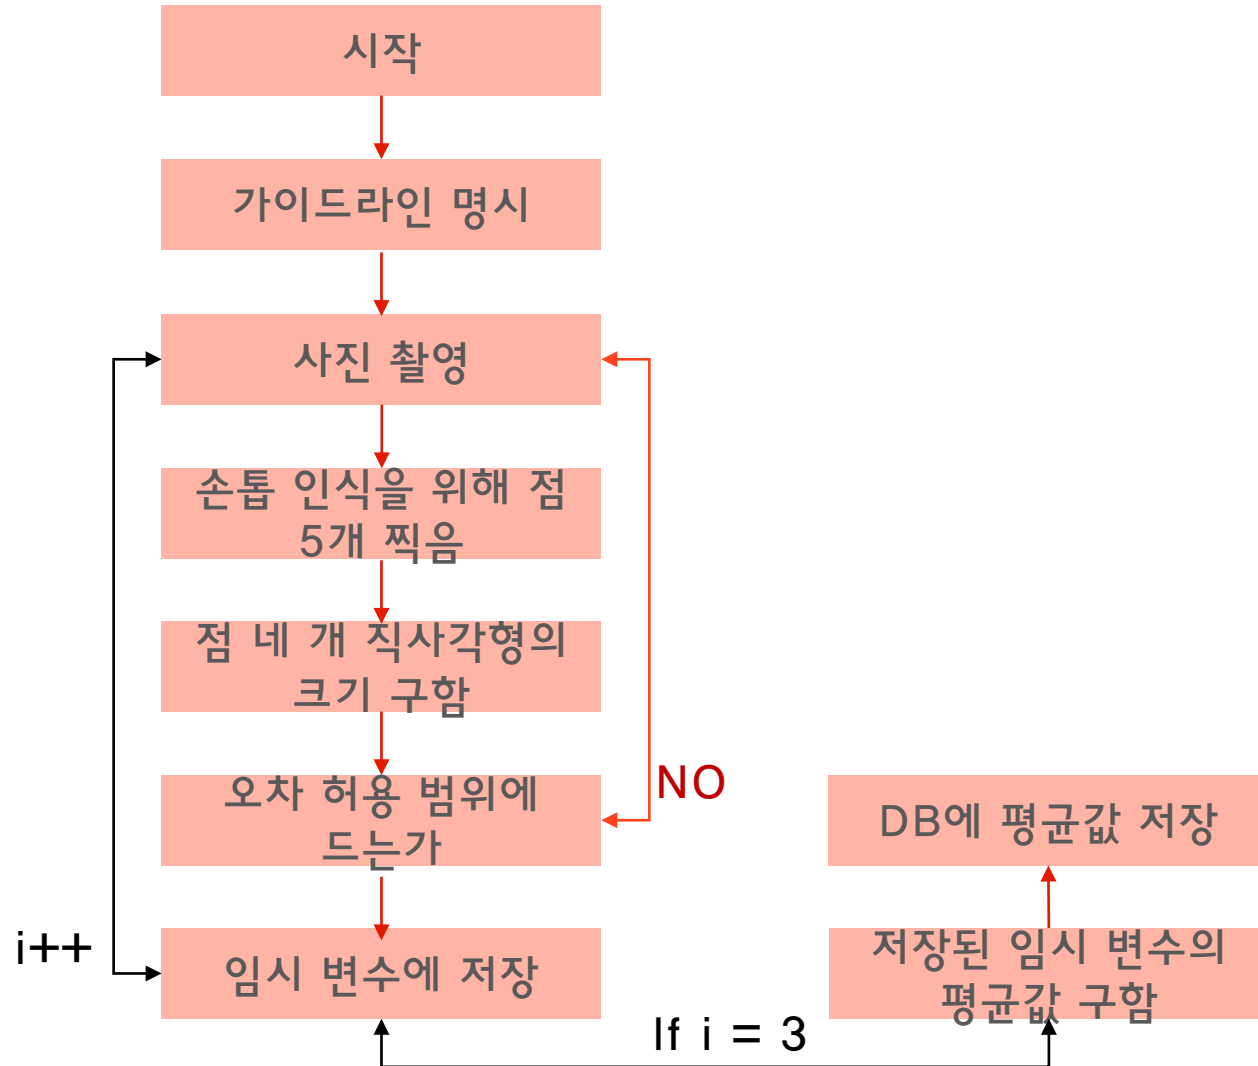 시작
가이드라인 명시
사진 촬영
손톱 인식을 위해 점
5개 찍음
점 네 개 직사각형의
크기 구함
오차 허용 범위에
드는가
NO
임시 변수에 저장
i++
If i = 3
저장된 임시 변수의
평균값 구함
DB에 평균값 저장